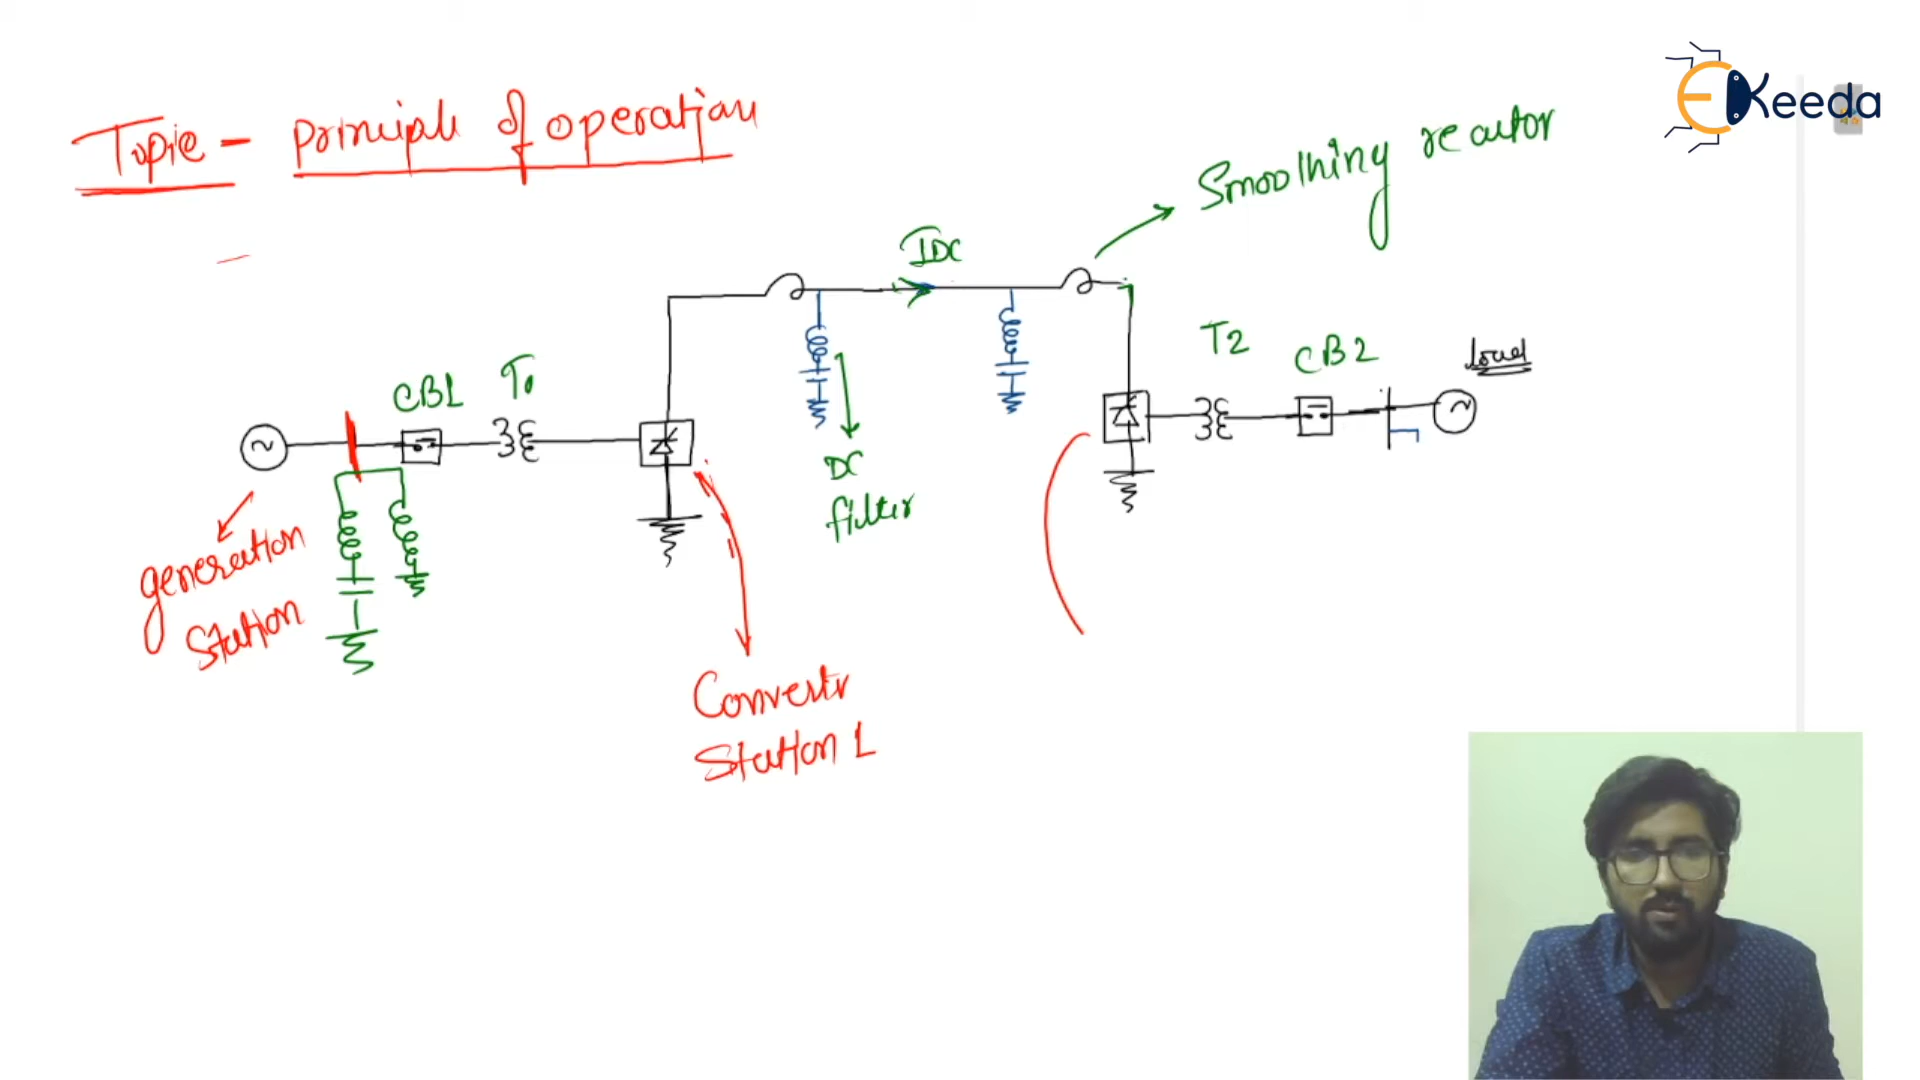 Topic - principle of operation
EKeeda
Smoothing reactor
IDC
T2
CB2
load
CB1
T1
DC
filter
generation
station
Converter
Station 1